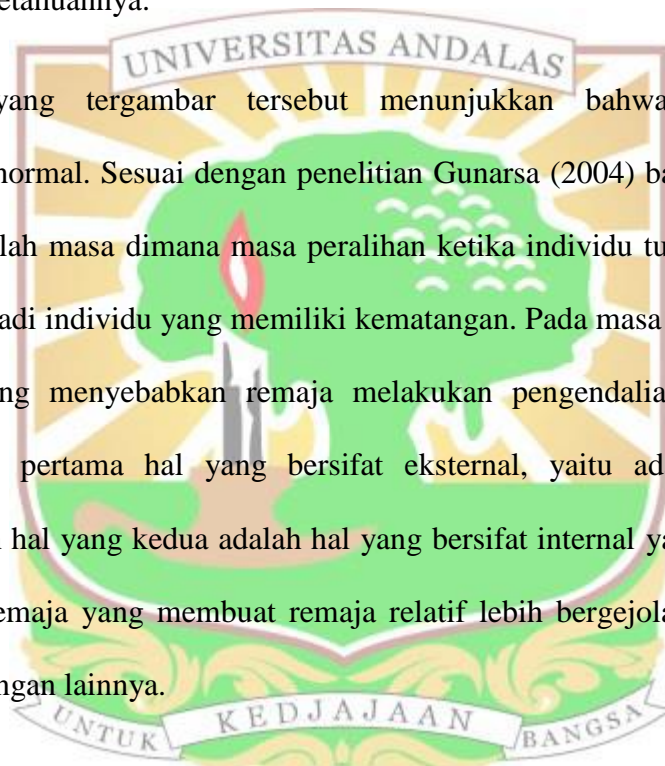 UNIVERSITAS ANDALAS
yang tergambar tersebut menunjukkan bahwa
normal. Sesuai dengan penelitian Gunarsa (2004) ba
lah masa dimana masa peralihan ketika individu tu
adi individu yang memiliki kematangan. Pada masa
ng menyebabkan remaja melakukan pengendalia
pertama hal yang bersifat eksternal, yaitu ad
hal yang kedua adalah hal yang bersifat internal ya
emaja yang membuat remaja relatif lebih bergejola
ngan lainnya.
UNTUK KEDJAJAAN BANGSA